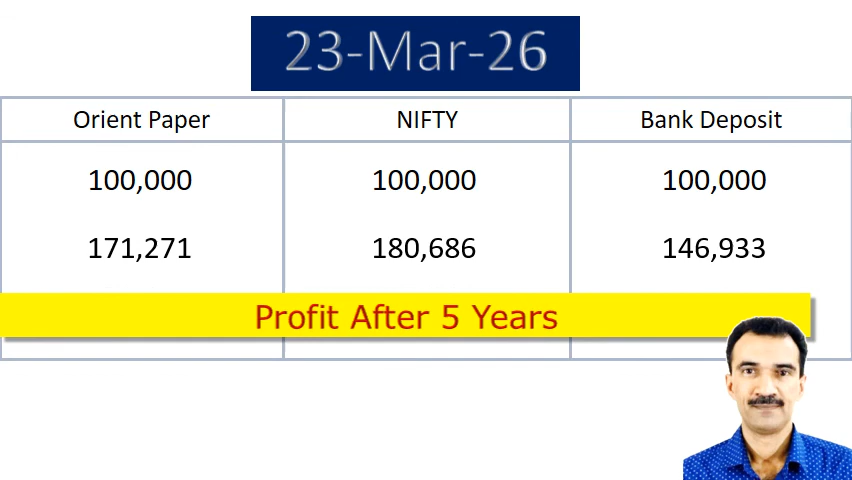 23-Mar-26
Orient Paper NIFTY Bank Deposit
100,000 100,000 100,000
171,271 180,686 146,933
Profit After 5 Years